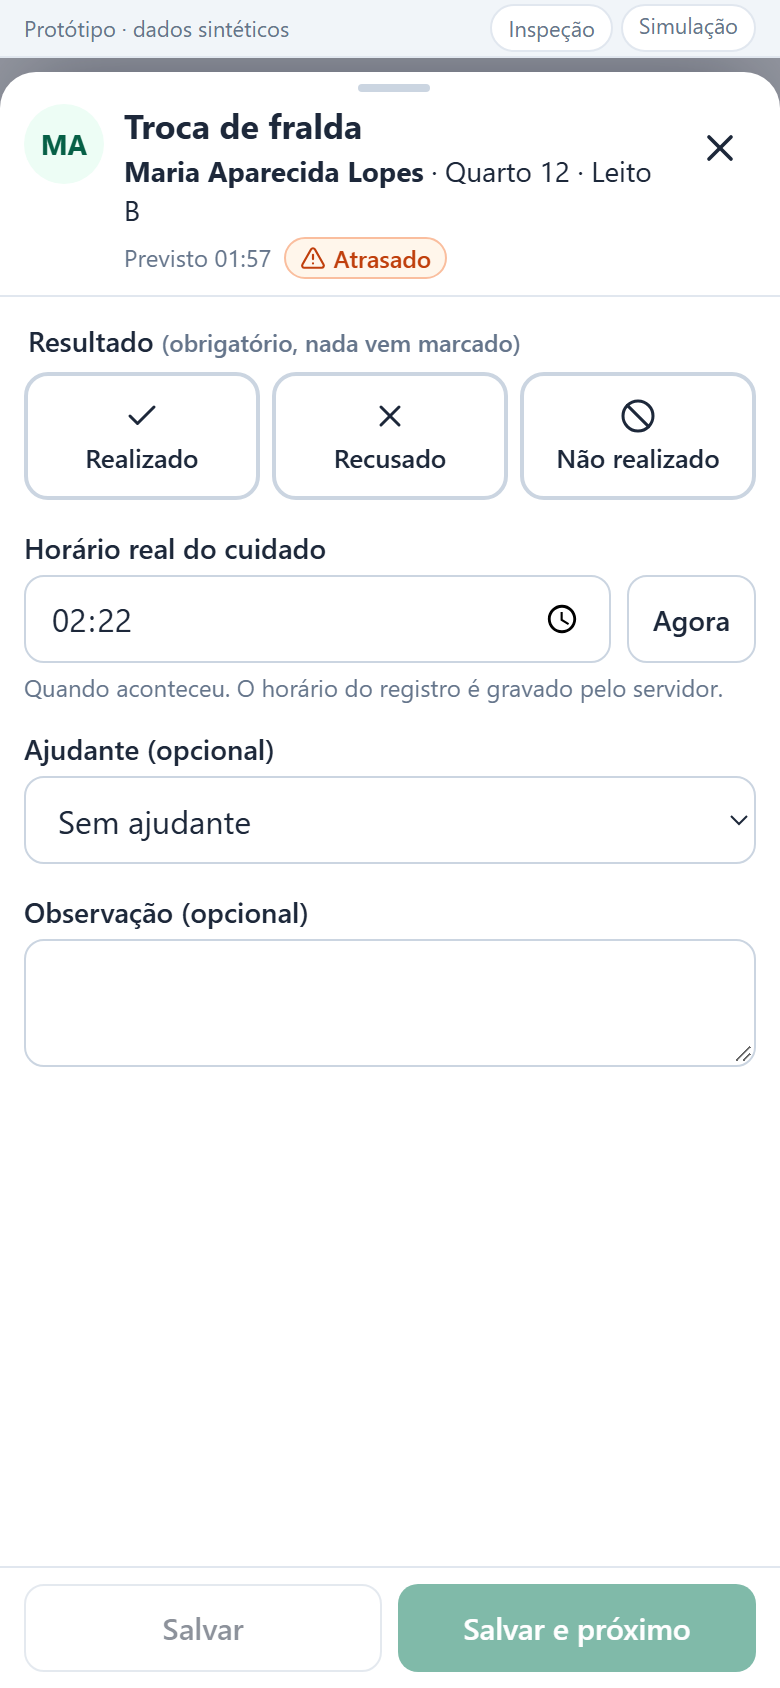 Protótipo · dados sintéticos
Inspeção
Simulação
MA
Troca de fralda
Maria Aparecida Lopes · Quarto 12 · Leito
B
Previsto 01:57
Atrasado
Resultado (obrigatório, nada vem marcado)
Realizado
Recusado
Não realizado
Horário real do cuidado
02:22
Agora
Quando aconteceu. O horário do registro é gravado pelo servidor.
Ajudante (opcional)
Sem ajudante
Observação (opcional)
Salvar
Salvar e próximo